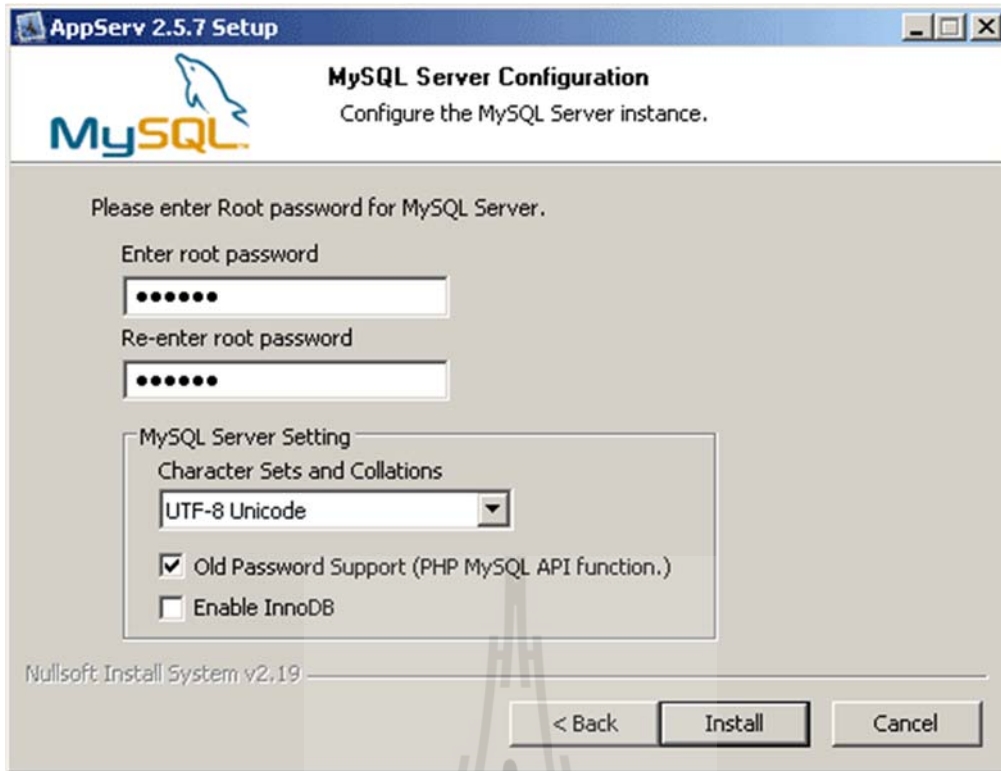 AppServ 2.5.7 Setup
MySQL
MySQL Server Configuration
Configure the MySQL Server instance.
Please enter Root password for MySQL Server.
Enter root password
●●●●●●
Re-enter root password
●●●●●●
MySQL Server Setting
Character Sets and Collations
UTF-8 Unicode
Old Password Support (PHP MySQL API function.)
Enable InnoDB
Nullsoft Install System v2.19
< Back
Install
Cancel